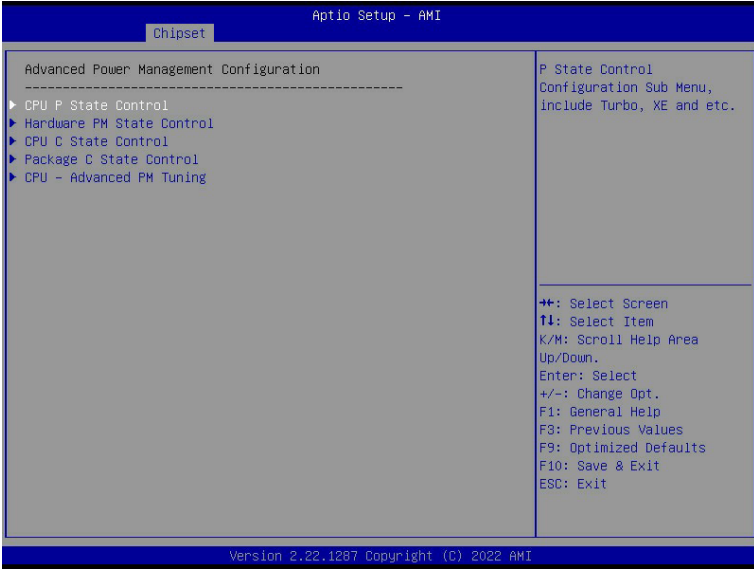 Aptio Setup – AMI
Chipset
Advanced Power Management Configuration
--------------------------------------------------
▶ CPU P State Control
▶ Hardware PM State Control
▶ CPU C State Control
▶ Package C State Control
▶ CPU – Advanced PM Tuning
P State Control
Configuration Sub Menu,
include Turbo, XE and etc.
→←: Select Screen
↑↓: Select Item
K/M: Scroll Help Area
Up/Down.
Enter: Select
+/-: Change Opt.
F1: General Help
F3: Previous Values
F9: Optimized Defaults
F10: Save & Exit
ESC: Exit
Version 2.22.1287 Copyright (C) 2022 AMI